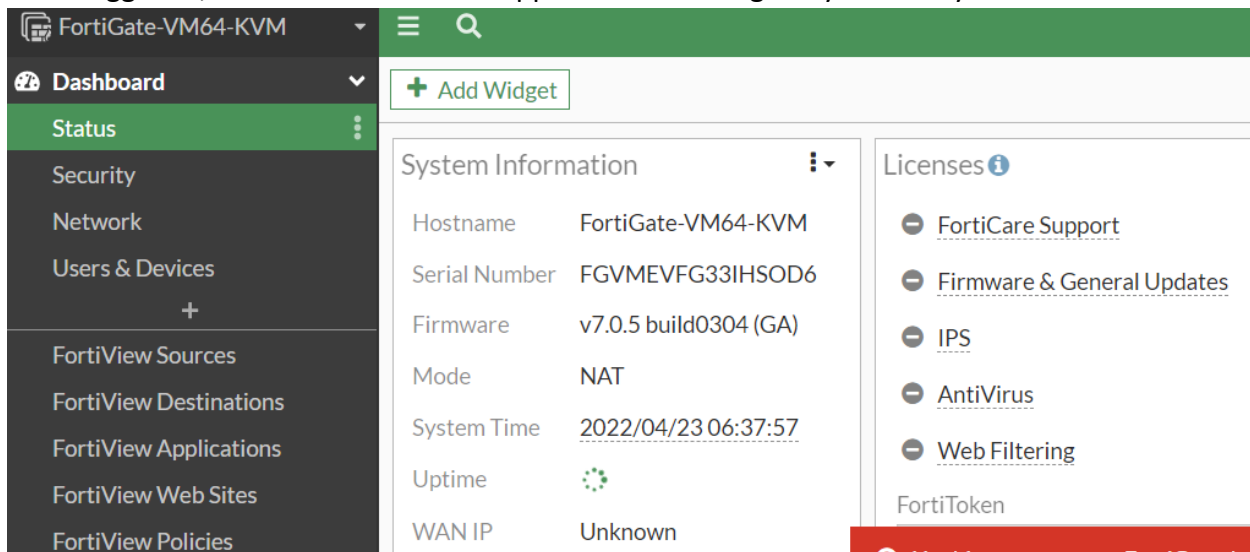 FortiGate-VM64-KVM
Dashboard
Status
Security
Network
Users & Devices
+
FortiView Sources
FortiView Destinations
FortiView Applications
FortiView Web Sites
FortiView Policies
+ Add Widget
System Information
Hostname FortiGate-VM64-KVM
Serial Number FGVMEVFG33IHSOD6
Firmware v7.0.5 build0304 (GA)
Mode NAT
System Time 2022/04/23 06:37:57
Uptime
WAN IP Unknown
Licenses
FortiCare Support
Firmware & General Updates
IPS
AntiVirus
Web Filtering
FortiToken